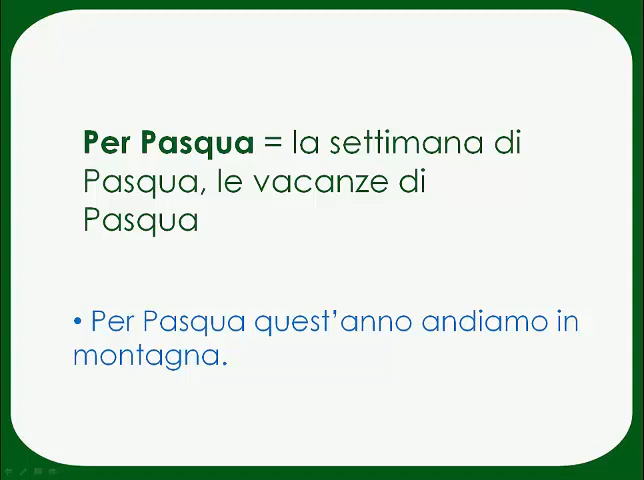 Per Pasqua = la settimana di
Pasqua, le vacanze di
Pasqua
• Per Pasqua quest'anno andiamo in
montagna.